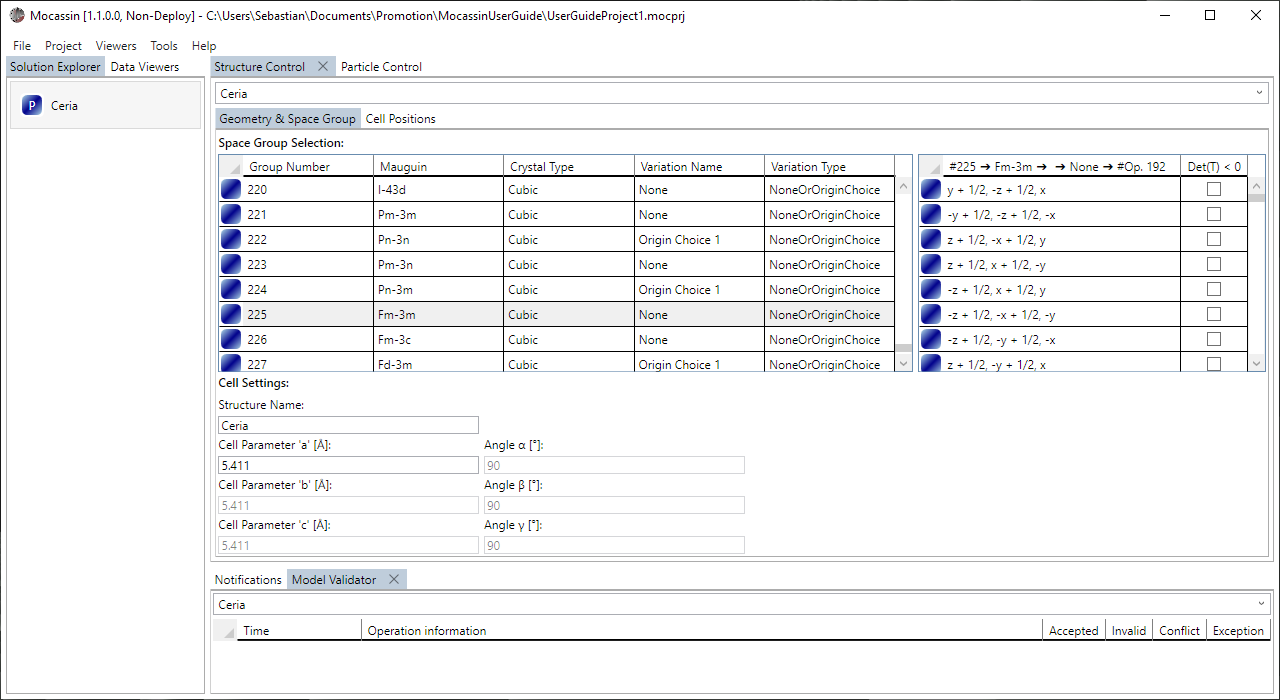 Mocassin [1.1.0.0, Non-Deploy] - C:\Users\Sebastian\Documents\Promotion\MocassinUserGuide\UserGuideProject1.mocprj
File Project Viewers Tools Help
Solution Explorer Data Viewers
P Ceria
Structure Control Particle Control
Ceria
Geometry & Space Group Cell Positions
Space Group Selection:
Group Number Mauguin Crystal Type Variation Name Variation Type
220 I-43d Cubic None NoneOrOriginChoice
221 Pm-3m Cubic None NoneOrOriginChoice
222 Pn-3n Cubic Origin Choice 1 NoneOrOriginChoice
223 Pm-3n Cubic None NoneOrOriginChoice
224 Pn-3m Cubic Origin Choice 1 NoneOrOriginChoice
225 Fm-3m Cubic None NoneOrOriginChoice
226 Fm-3c Cubic None NoneOrOriginChoice
227 Fd-3m Cubic Origin Choice 1 NoneOrOriginChoice
#225 ➔ Fm-3m ➔ ➔ None ➔ #Op. 192 Det(T) < 0
y + 1/2, -z + 1/2, x
-y + 1/2, -z + 1/2, -x
z + 1/2, -x + 1/2, y
z + 1/2, x + 1/2, -y
-z + 1/2, x + 1/2, y
-z + 1/2, -x + 1/2, -y
-z + 1/2, -y + 1/2, -x
z + 1/2, -y + 1/2, x
Cell Settings:
Structure Name:
Ceria
Cell Parameter 'a' [Å]: Angle α [°]:
5.411 90
Cell Parameter 'b' [Å]: Angle β [°]:
5.411 90
Cell Parameter 'c' [Å]: Angle γ [°]:
5.411 90
Notifications Model Validator
Ceria
Time Operation information Accepted Invalid Conflict Exception